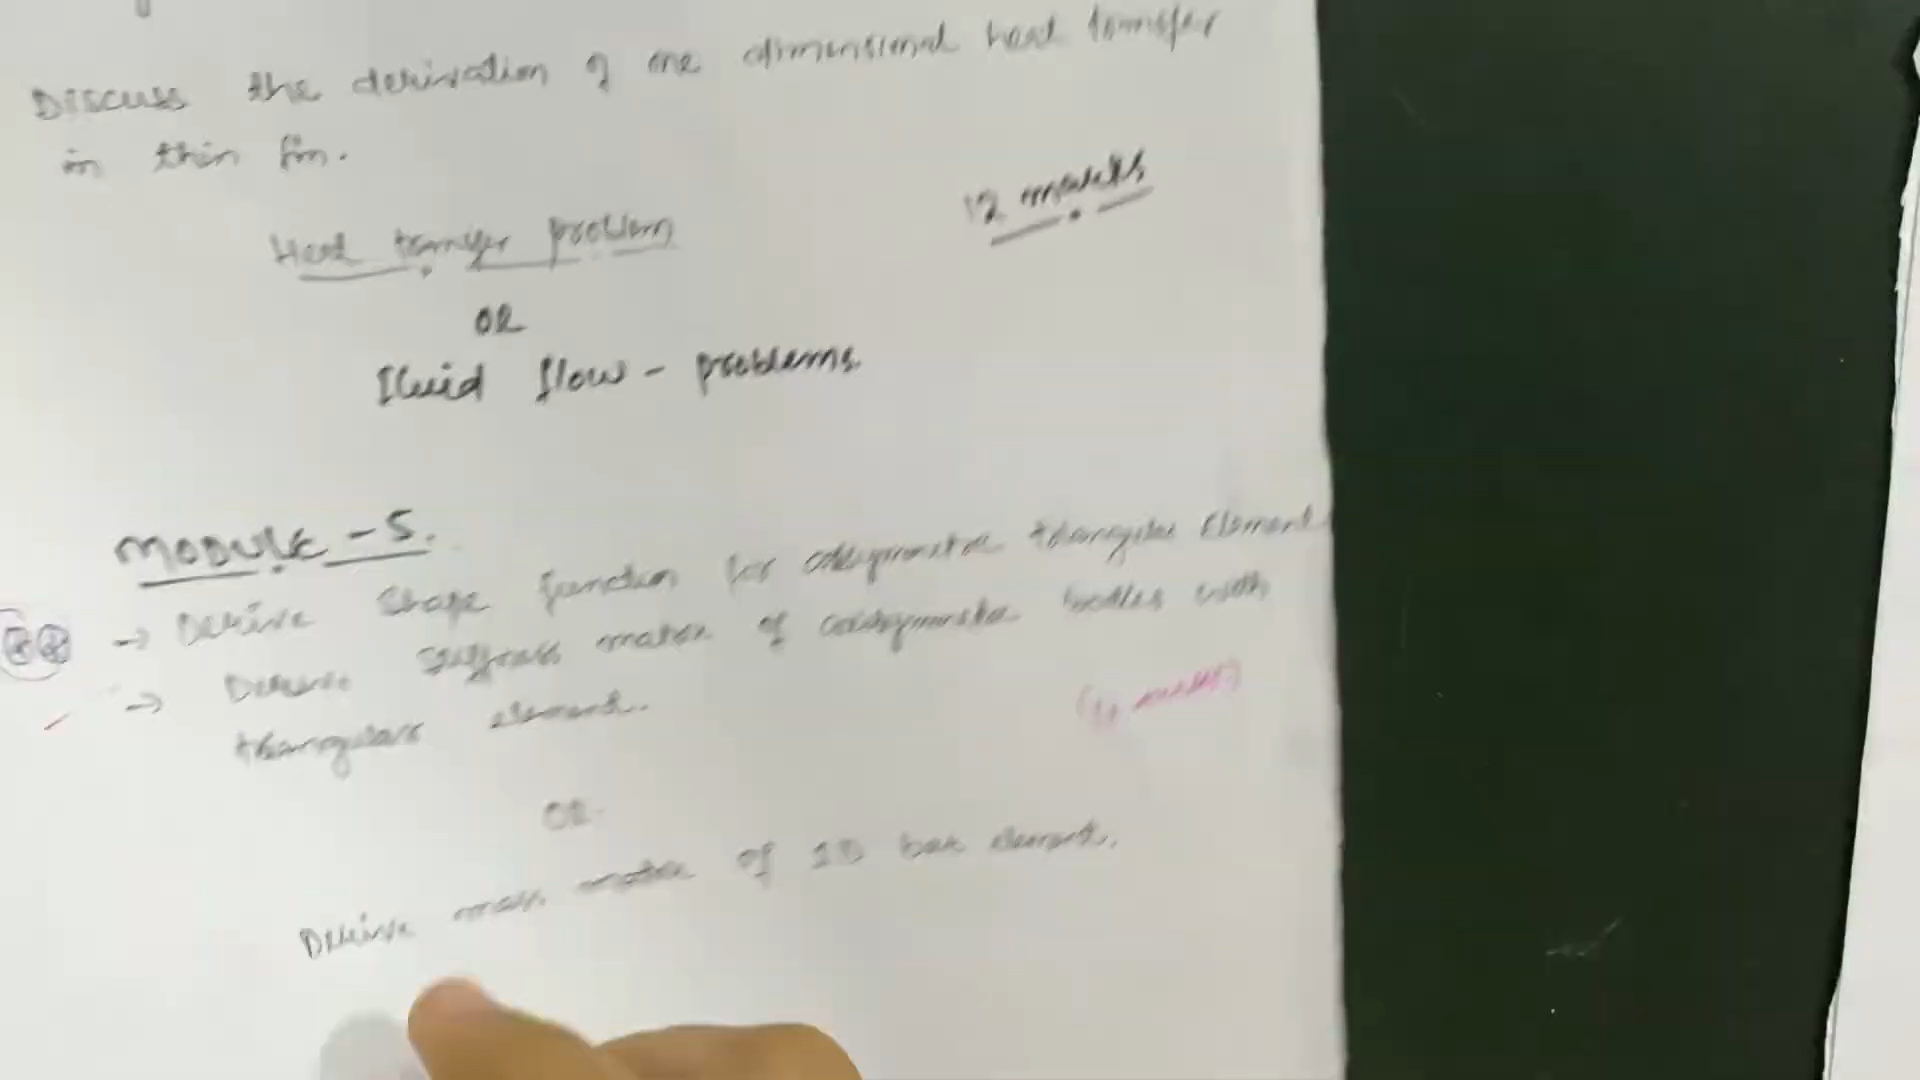 Discuss the derivation of one dimensional heat transfer
in thin fin.
12 marks
Heat transfer problem
OR
fluid flow - problems
MODULE - 5.
→ Derive shape function for axisymmetric triangular element
→ Derive stiffness matrix of axisymmetric bodies with
triangular element.
OR
Derive mass matrix of 1D bar element.